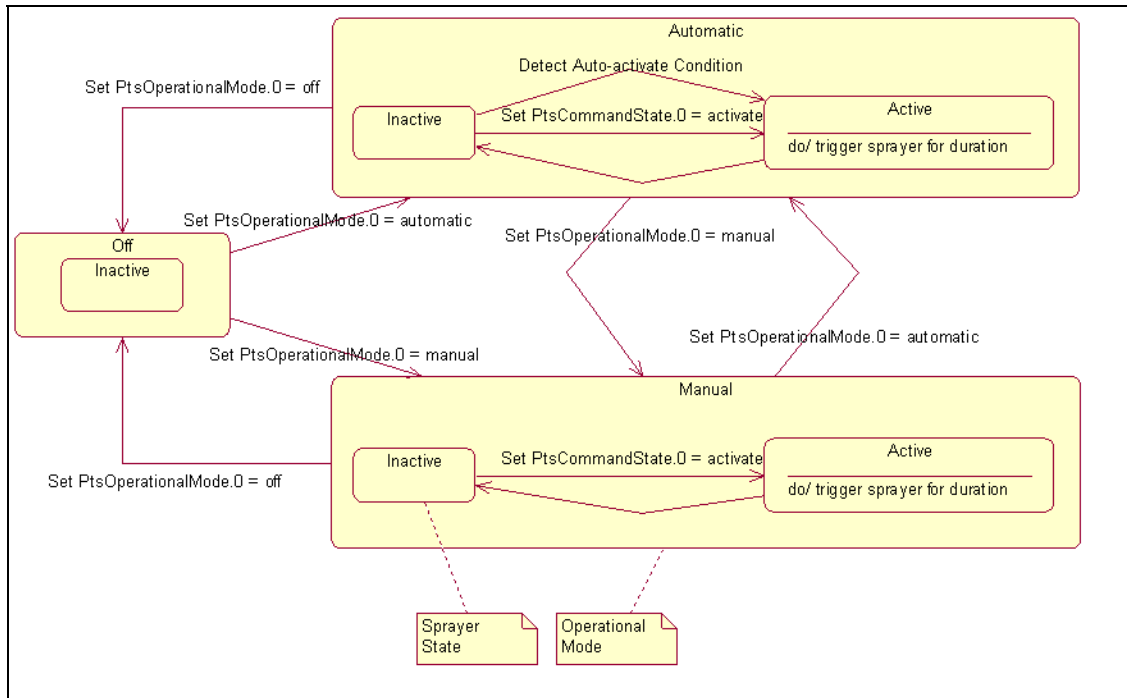 Automatic
Detect Auto-activate Condition
Set PtsOperationalMode.0 = off
Inactive
Set PtsCommandState.0 = activate
Active
do/ trigger sprayer for duration
Set PtsOperationalMode.0 = automatic
Set PtsOperationalMode.0 = manual
Off
Inactive
Set PtsOperationalMode.0 = automatic
Set PtsOperationalMode.0 = manual
Manual
Inactive
Set PtsCommandState.0 = activate
Active
do/ trigger sprayer for duration
Set PtsOperationalMode.0 = off
Sprayer
State
Operational
Mode